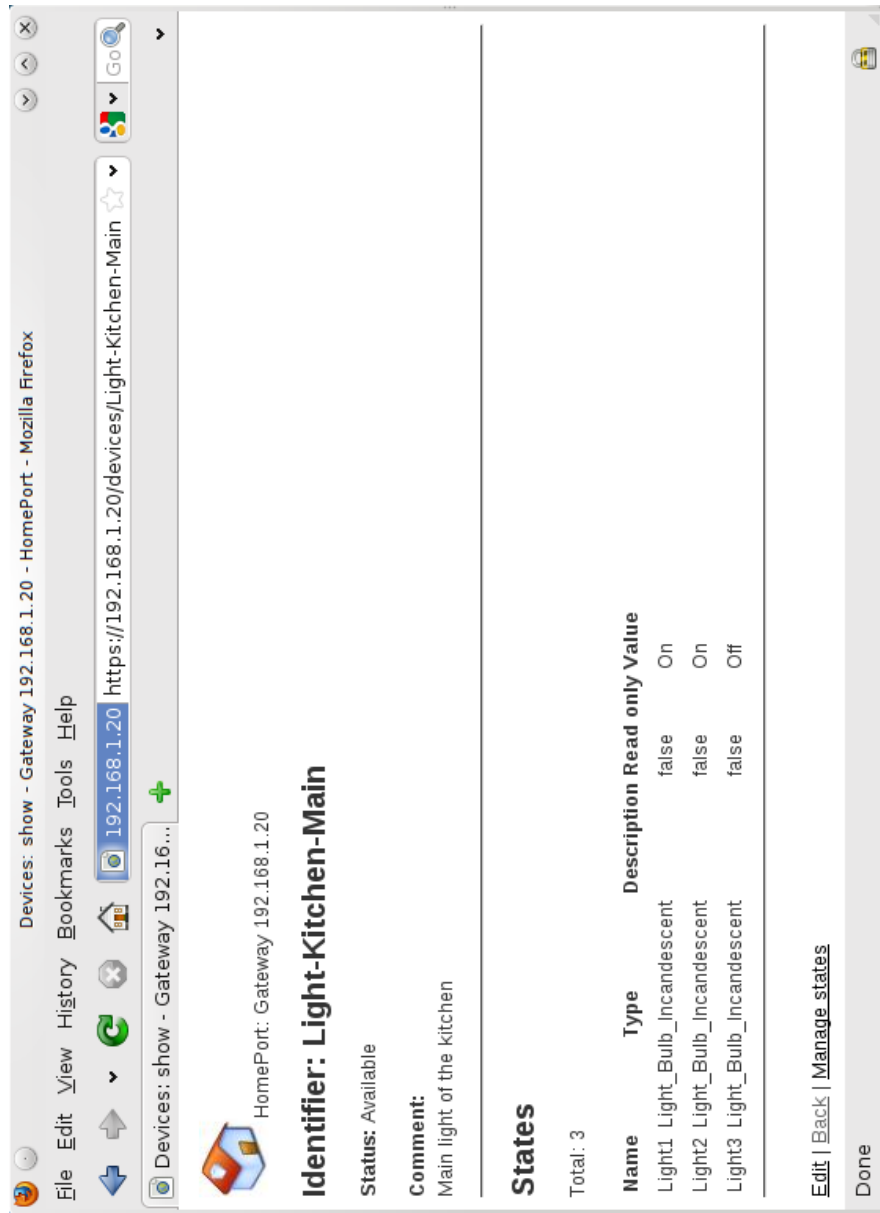 Devices: show - Gateway 192.168.1.20 - HomePort - Mozilla Firefox
File Edit View History Bookmarks Tools Help
192.168.1.20 https://192.168.1.20/devices/Light-Kitchen-Main Go
Devices: show - Gateway 192.16...
HomePort: Gateway 192.168.1.20
Identifier: Light-Kitchen-Main
Status: Available
Comment:
Main light of the kitchen
States
Total: 3
Name Type Description Read only Value
Light1 Light_Bulb_Incandescent false On
Light2 Light_Bulb_Incandescent false On
Light3 Light_Bulb_Incandescent false Off
Edit | Back | Manage states
Done